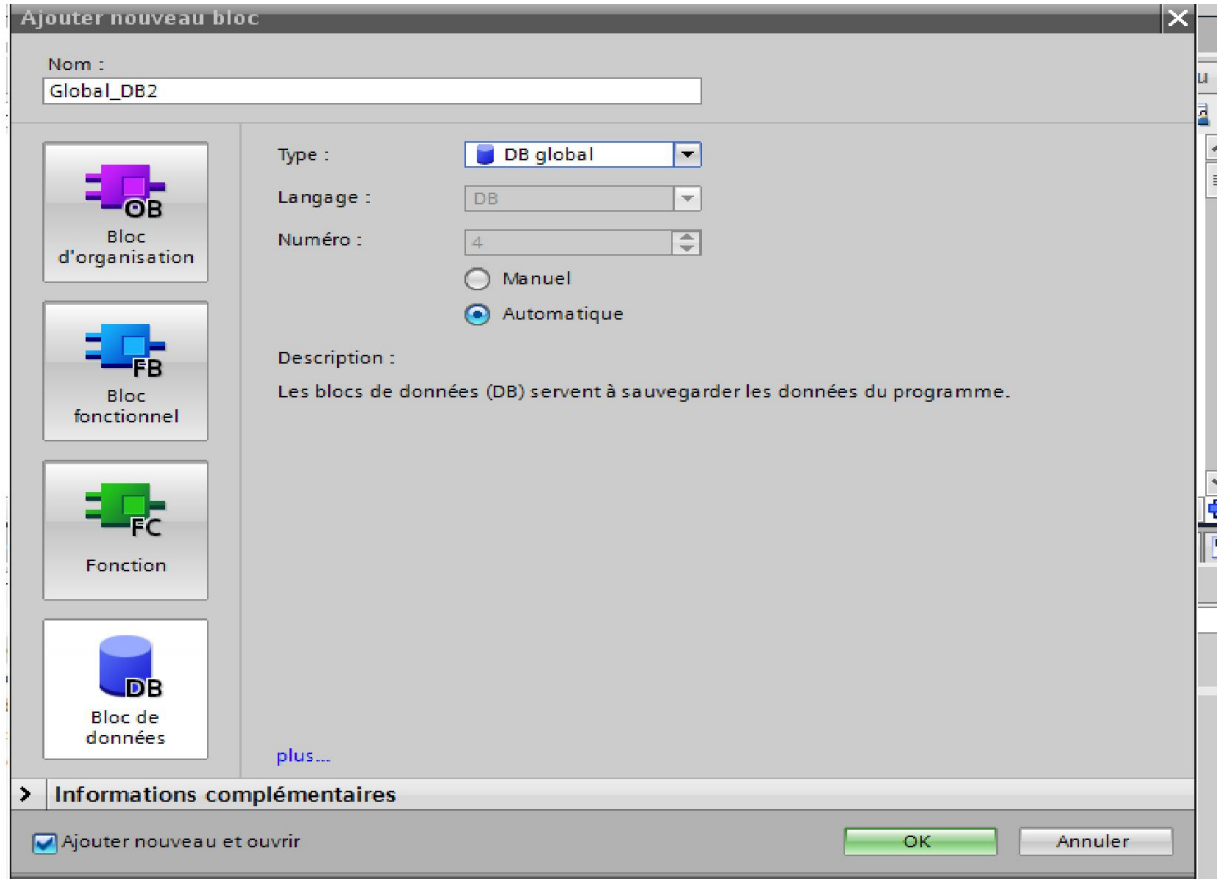 Ajouter nouveau bloc
Nom :
Global_DB2
OB
Bloc
d'organisation
FB
Bloc
fonctionnel
FC
Fonction
DB
Bloc de
données
Type :
DB global
Langage :
DB
Numéro :
4
Manuel
Automatique
Description :
Les blocs de données (DB) servent à sauvegarder les données du programme.
plus...
Informations complémentaires
Ajouter nouveau et ouvrir
OK
Annuler
u